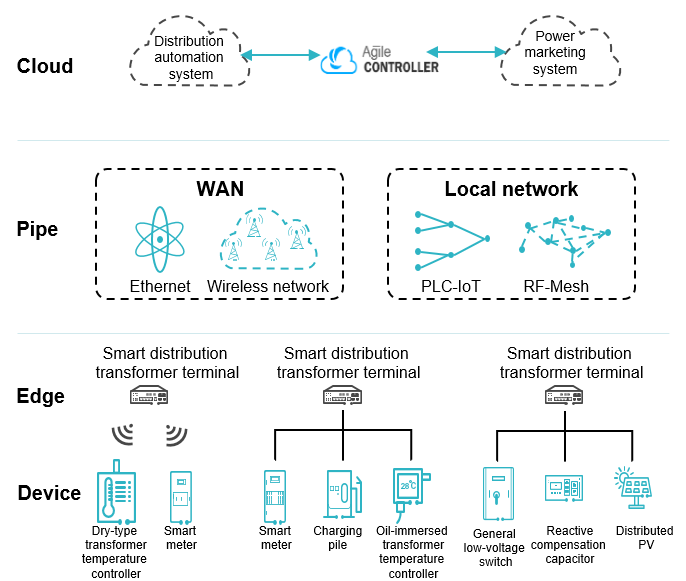 Cloud
Distribution
automation
system
Agile
CONTROLLER
Power
marketing
system
Pipe
WAN
Ethernet
Wireless network
Local network
PLC-IoT
RF-Mesh
Edge
Smart distribution
transformer terminal
Smart distribution
transformer terminal
Smart distribution
transformer terminal
Device
Dry-type
transformer
temperature
controller
Smart
meter
Smart
meter
Charging
pile
28°C
Oil-immersed
transformer
temperature
controller
General
low-voltage
switch
Reactive
compensation
capacitor
Distributed
PV